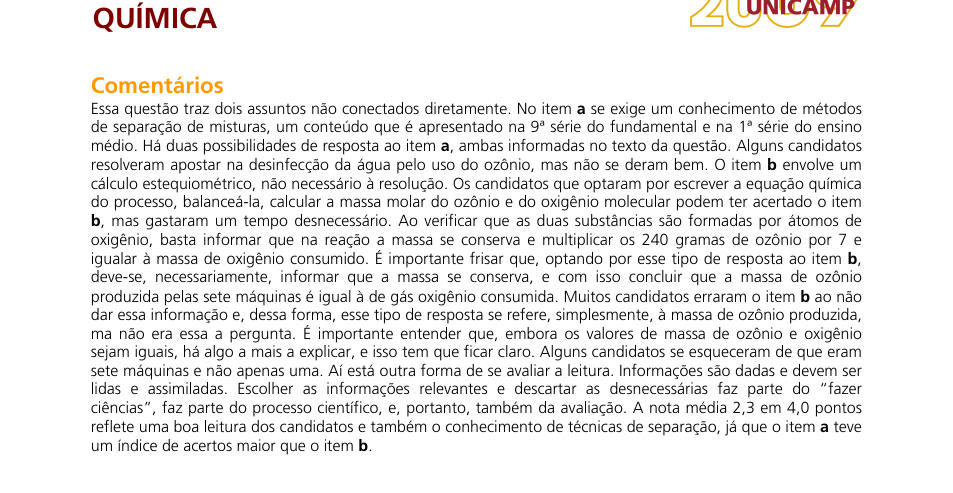 QUÍMICA
UNICAMP
Comentários
Essa questão traz dois assuntos não conectados diretamente. No item a se exige um conhecimento de métodos
de separação de misturas, um conteúdo que é apresentado na 9ª série do fundamental e na 1ª série do ensino
médio. Há duas possibilidades de resposta ao item a, ambas informadas no texto da questão. Alguns candidatos
resolveram apostar na desinfecção da água pelo uso do ozônio, mas não se deram bem. O item b envolve um
cálculo estequiométrico, não necessário à resolução. Os candidatos que optaram por escrever a equação química
do processo, balanceá-la, calcular a massa molar do ozônio e do oxigênio molecular podem ter acertado o item
b, mas gastaram um tempo desnecessário. Ao verificar que as duas substâncias são formadas por átomos de
oxigênio, basta informar que na reação a massa se conserva e multiplicar os 240 gramas de ozônio por 7 e
igualar à massa de oxigênio consumido. É importante frisar que, optando por esse tipo de resposta ao item b,
deve-se, necessariamente, informar que a massa se conserva, e com isso concluir que a massa de ozônio
produzida pelas sete máquinas é igual à de gás oxigênio consumida. Muitos candidatos erraram o item b ao não
dar essa informação e, dessa forma, esse tipo de resposta se refere, simplesmente, à massa de ozônio produzida,
ma não era essa a pergunta. É importante entender que, embora os valores de massa de ozônio e oxigênio
sejam iguais, há algo a mais a explicar, e isso tem que ficar claro. Alguns candidatos se esqueceram de que eram
sete máquinas e não apenas uma. Aí está outra forma de se avaliar a leitura. Informações são dadas e devem ser
lidas e assimiladas. Escolher as informações relevantes e descartar as desnecessárias faz parte do “fazer
ciências”, faz parte do processo científico, e, portanto, também da avaliação. A nota média 2,3 em 4,0 pontos
reflete uma boa leitura dos candidatos e também o conhecimento de técnicas de separação, já que o item a teve
um índice de acertos maior que o item b.